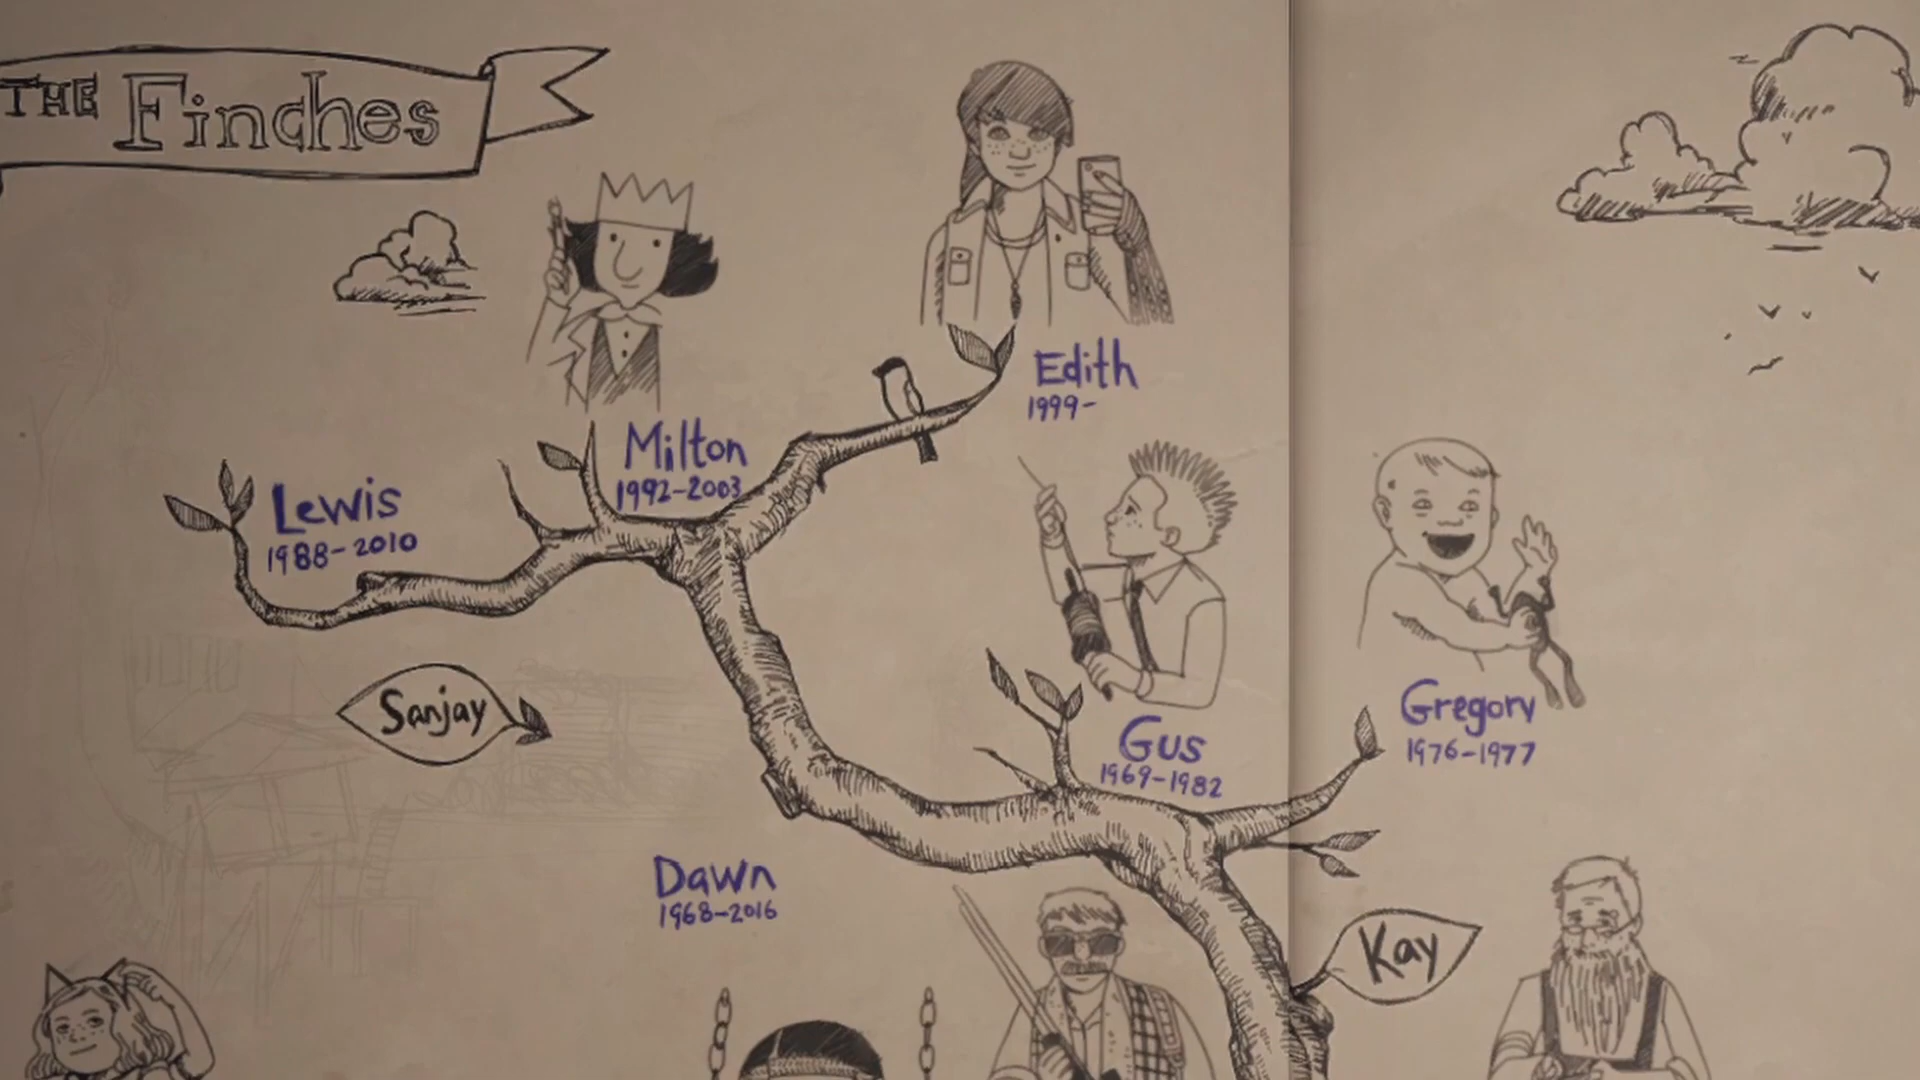 THE Finches
Edith
1999-
Milton
1992-2003
Lewis
1988-2010
Sanjay
Gus
1969-1982
Gregory
1976-1977
Dawn
1968-2016
Kay